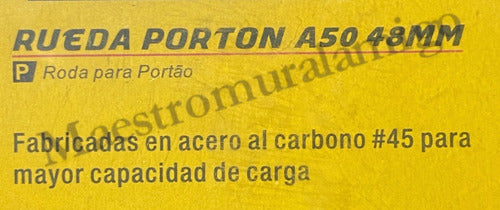 RUEDA PORTON A50 48MM
P Roda para Portão
Maestromuralamigo
Fabricadas en acero al carbono #45 para
mayor capacidad de carga